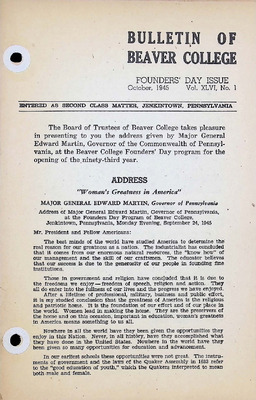 BULLETIN OF
BEAVER COLLEGE
FOUNDERS' DAY ISSUE
October, 1945 Vol. XLVI, No. 1
ENTERED AS SECOND CLASS MATTER, JENKINTOWN, PENNSYLVANIA
The Board of Trustees of Beaver College takes pleasure
in presenting to you the address given by Major General
Edward Martin, Governor of the Commonwealth of Pennsyl-
vania, at the Beaver College Founders' Day program for the
opening of the ninety-third year.
ADDRESS
"Woman's Greatness in America"
MAJOR GENERAL EDWARD MARTIN, Governor of Pennsylvania
Address of Major General Edward Martin, Governor of Pennsylvania,
at the Founders Day Program of Beaver College,
Jenkintown, Pennsylvania, Monday Evening, September 24, 1945
Mr. President and Fellow Americans:
The best minds of the world have studied America to determine the
real reason for our greatness as a nation. The industrialist has concluded
that it comes from our enormous natural resources, the "know how" of
our management and the skill of our craftsmen. The educator believes
that our success is due to the generosity of our people in founding fine
institutions.
Those in government and religion have concluded that it is due to
the freedoms we enjoy—freedom of speech, religion and action. They
all do enter into the fullness of our lives and the progress we have enjoyed.
After a lifetime of professional, military, business and public effort,
it is my studied conclusion that the greatness of America is the religious
and patriotic home. It is the foundation of our effort and of our place in
the world. Women lead in making the home. They are the preservers of
the home and on this occasion, important in education, woman's greatness
in America means something to us all.
Nowhere in all the world have they been given the opportunities they
enjoy in this Nation. Never, in all history, have they accomplished what
they have done in the United States. Nowhere in the world have they
been given so many opportunities for education and advancement.
In our earliest schools these opportunities were not great. The instru-
ments of government and the laws of the Quaker Assembly in 1683 refer
to the "good education of youth," which the Quakers interpreted to mean
both male and female.